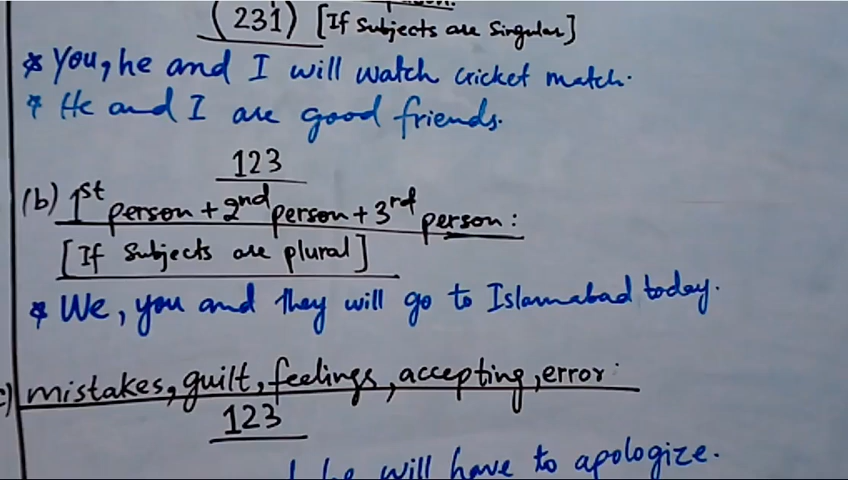 (231) [If Subjects are Singular]
* You, he and I will watch cricket match.
* He and I are good friends.
123
(b) 1st person + 2nd person + 3rd person:
[If Subjects are plural]
* We, you and they will go to Islamabad today.
c) mistakes, guilt, feelings, accepting, error:
123
he will have to apologize.